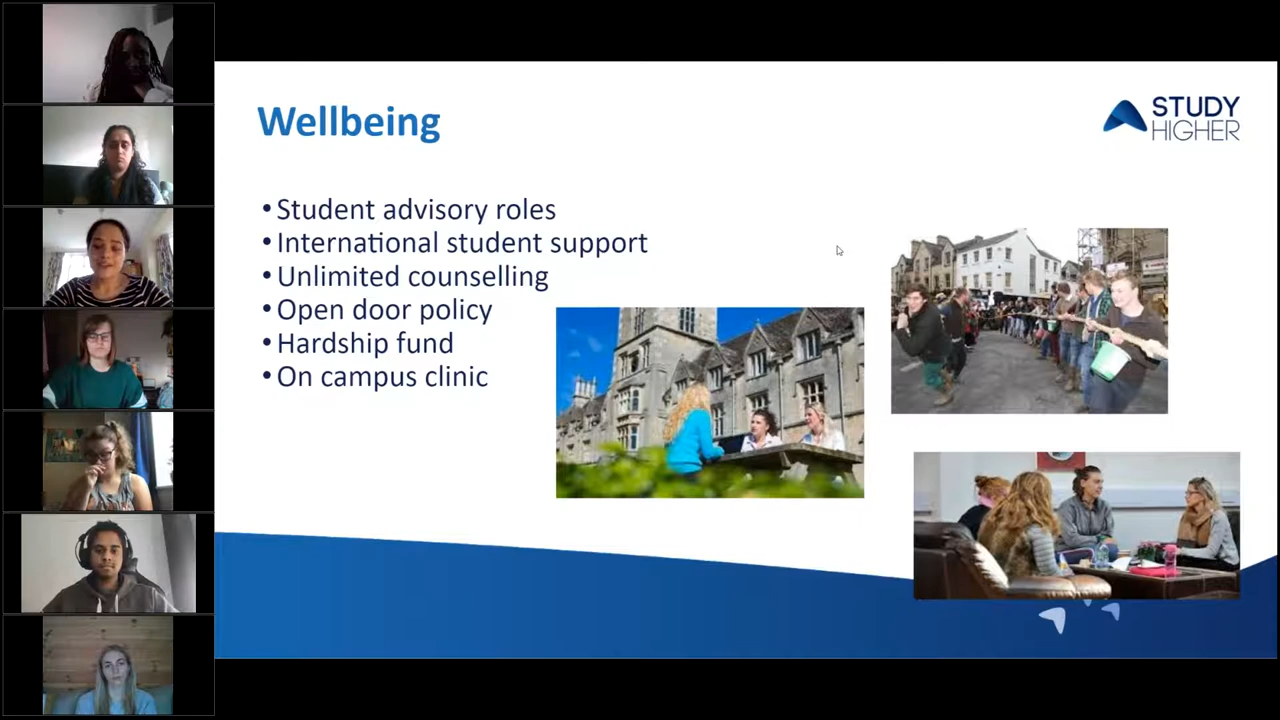 Wellbeing
STUDY
HIGHER
•Student advisory roles
•International student support
•Unlimited counselling
•Open door policy
•Hardship fund
•On campus clinic